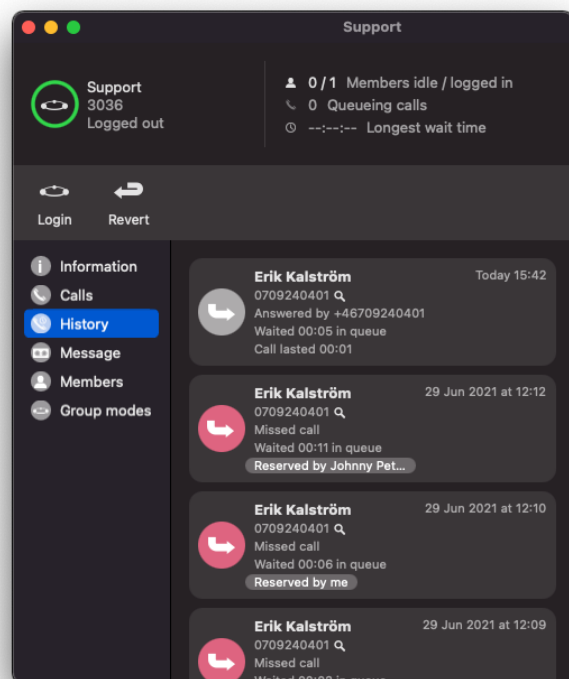 Support
Support
3036
Logged out
0 / 1 Members idle / logged in
0 Queueing calls
--:--:-- Longest wait time
Login
Revert
Information
Calls
History
Message
Members
Group modes
Erik Kalström
Today 15:42
0709240401
Answered by +46709240401
Waited 00:05 in queue
Call lasted 00:01
Erik Kalström
29 Jun 2021 at 12:12
0709240401
Missed call
Waited 00:11 in queue
Reserved by Johnny Pet...
Erik Kalström
29 Jun 2021 at 12:10
0709240401
Missed call
Waited 00:06 in queue
Reserved by me
Erik Kalström
29 Jun 2021 at 12:09
0709240401
Missed call
Waited in queue